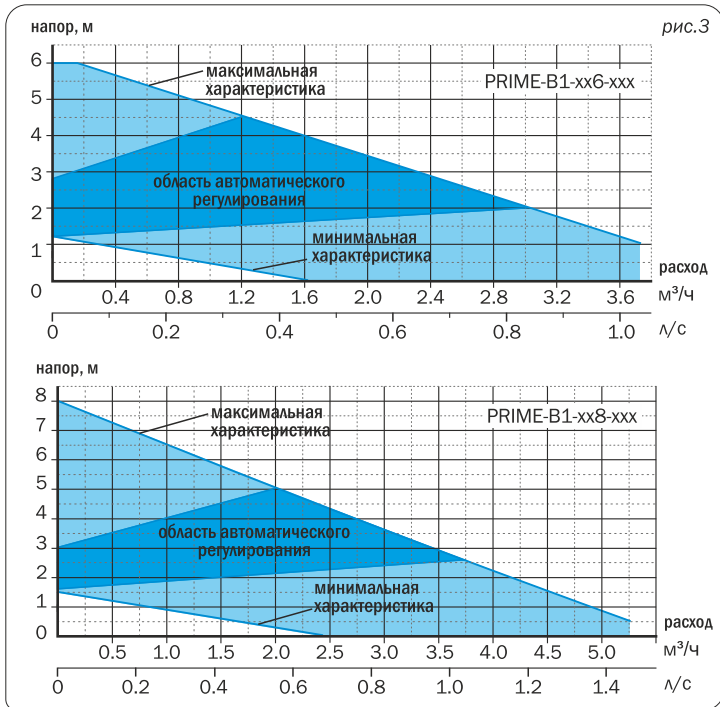 напор, м
рис.3
6
максимальная
характеристика
PRIME-B1-xx6-xxx
5
4
3
область автоматического
регулирования
2
минимальная
характеристика
1
расход
0
0.4 0.8 1.2 1.6 2.0 2.4 2.8 3.2 3.6 м³/ч
0 0.2 0.4 0.6 0.8 1.0 л/с
напор, м
8
максимальная
характеристика
PRIME-B1-xx8-xxx
7
6
5
4
область автоматического
регулирования
3
2
минимальная
характеристика
1
расход
0
0.5 1.0 1.5 2.0 2.5 3.0 3.5 4.0 4.5 5.0 м³/ч
0 0.2 0.4 0.6 0.8 1.0 1.2 1.4 л/с